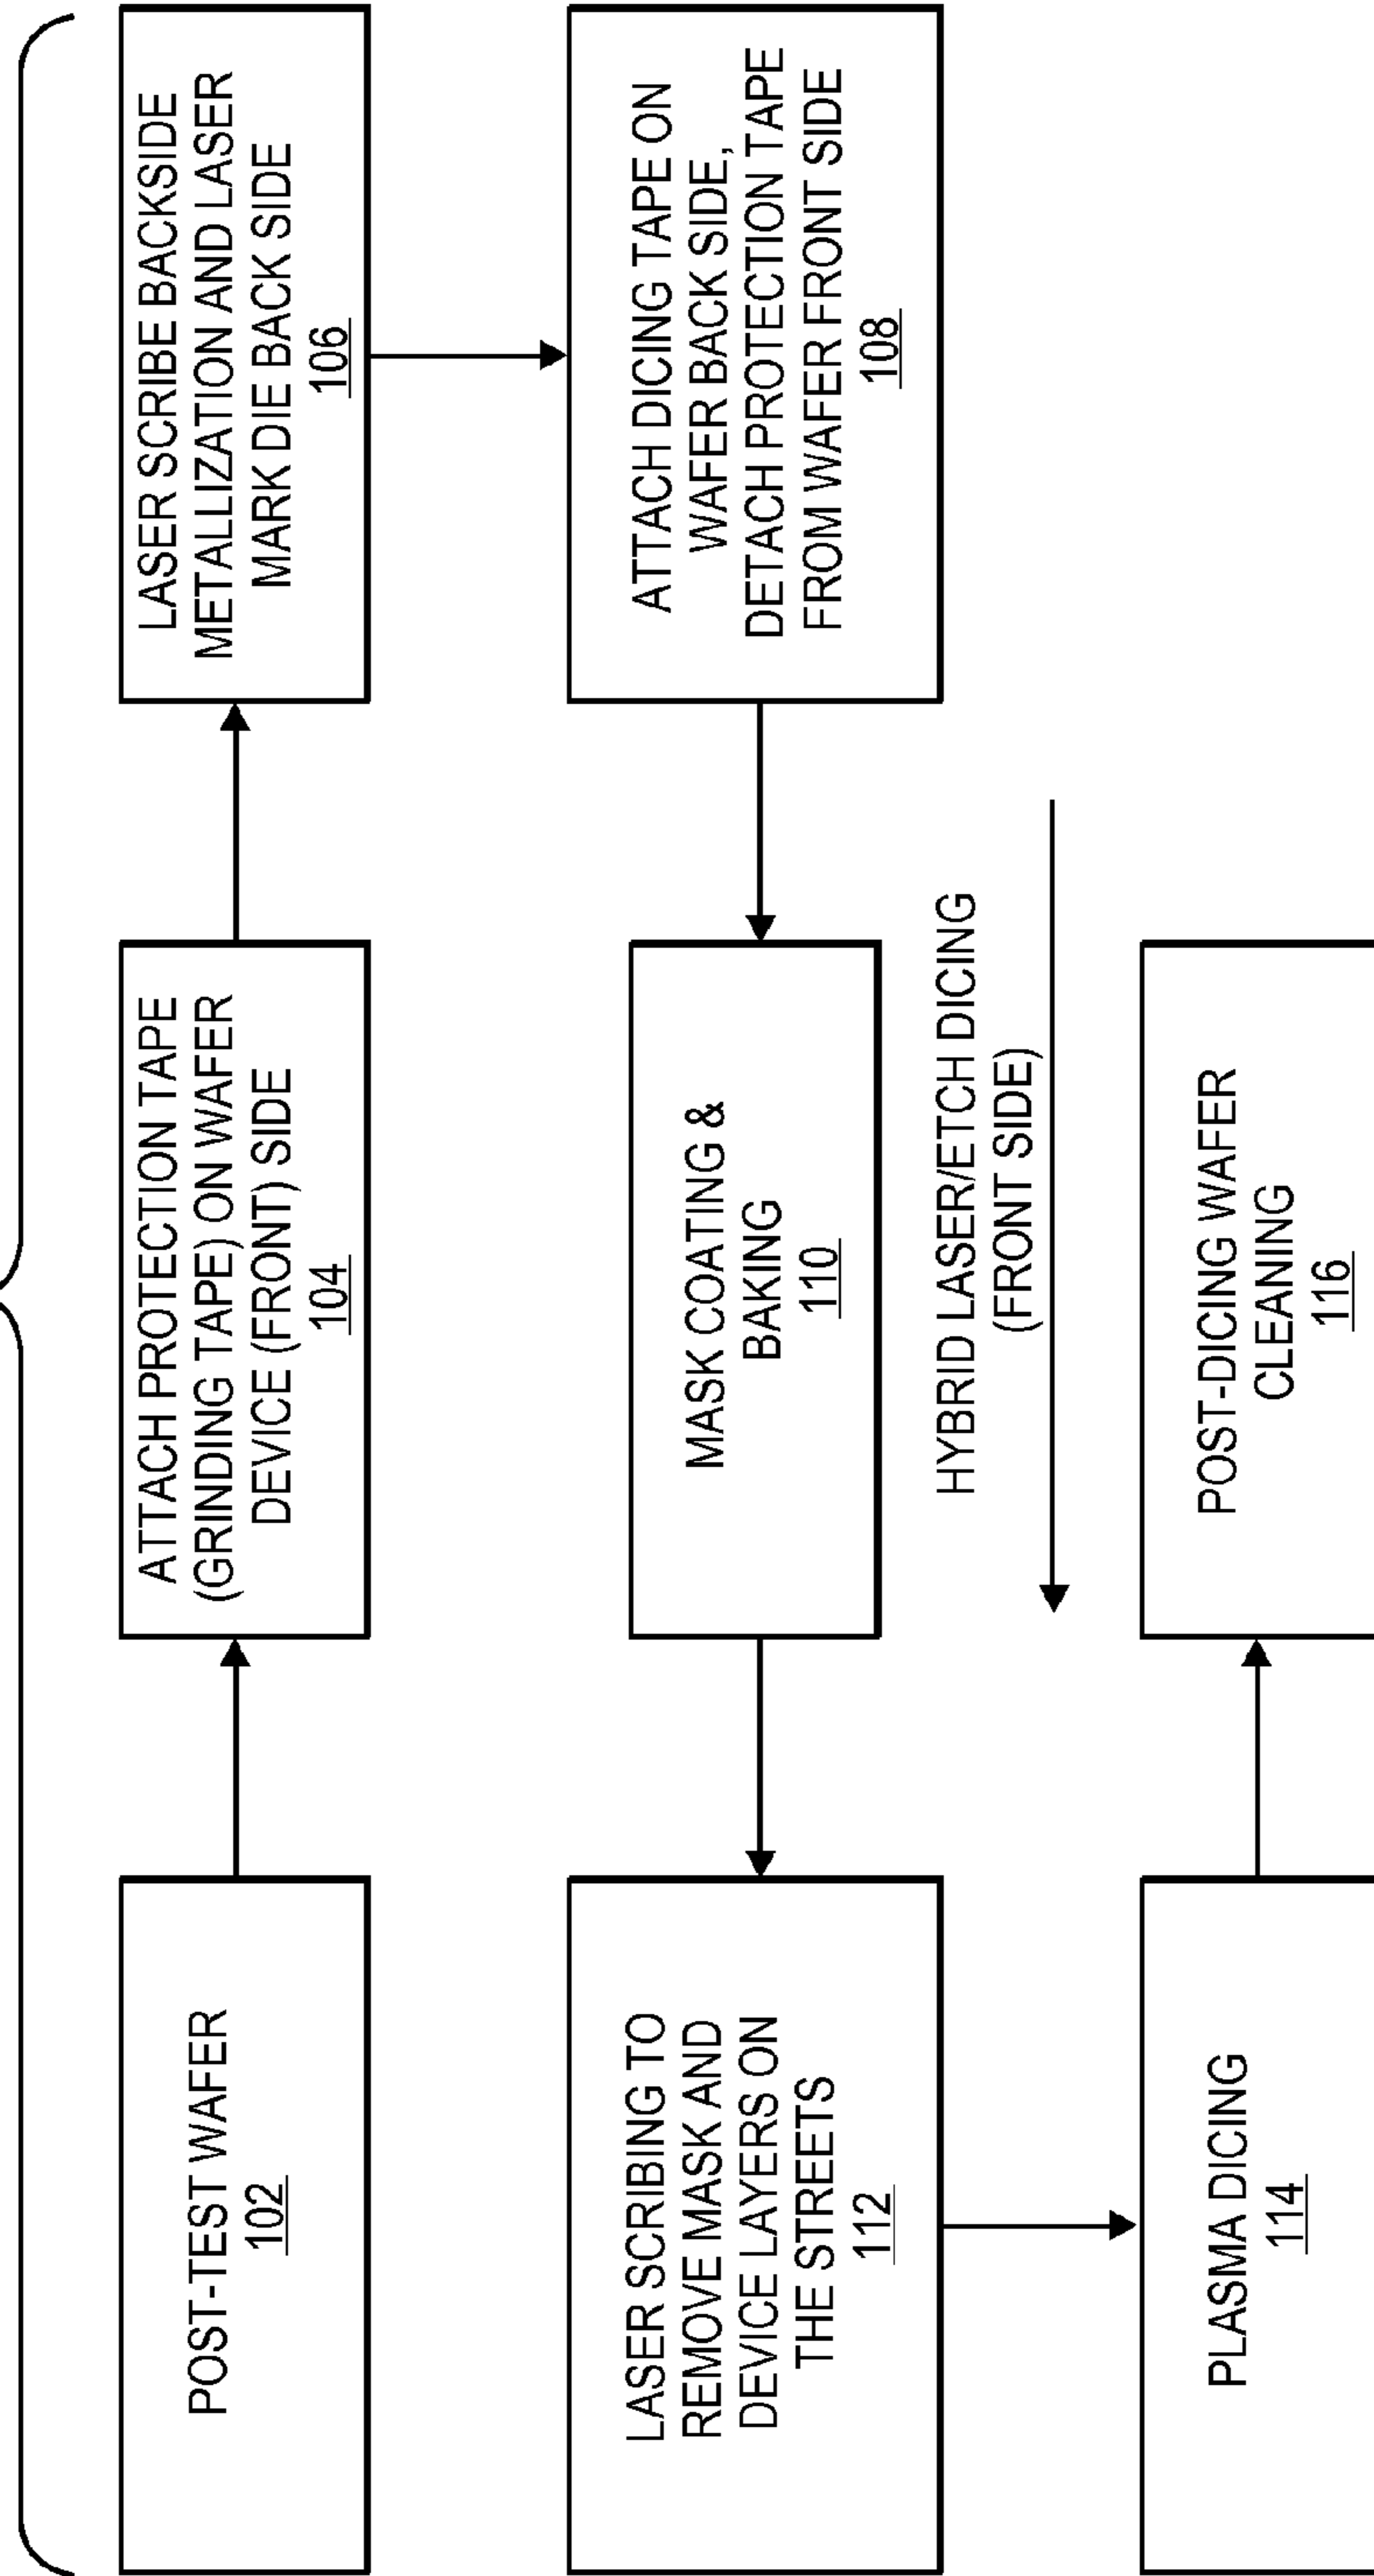 POST-TEST WAFER
102
ATTACH PROTECTION TAPE
(GRINDING TAPE) ON WAFER
DEVICE (FRONT) SIDE
104
LASER SCRIBE BACKSIDE
METALLIZATION AND LASER
MARK DIE BACK SIDE
106
ATTACH DICING TAPE ON
WAFER BACK SIDE,
DETACH PROTECTION TAPE
FROM WAFER FRONT SIDE
108
MASK COATING &
BAKING
110
LASER SCRIBING TO
REMOVE MASK AND
DEVICE LAYERS ON
THE STREETS
112
HYBRID LASER/ETCH DICING
(FRONT SIDE)
PLASMA DICING
114
POST-DICING WAFER
CLEANING
116